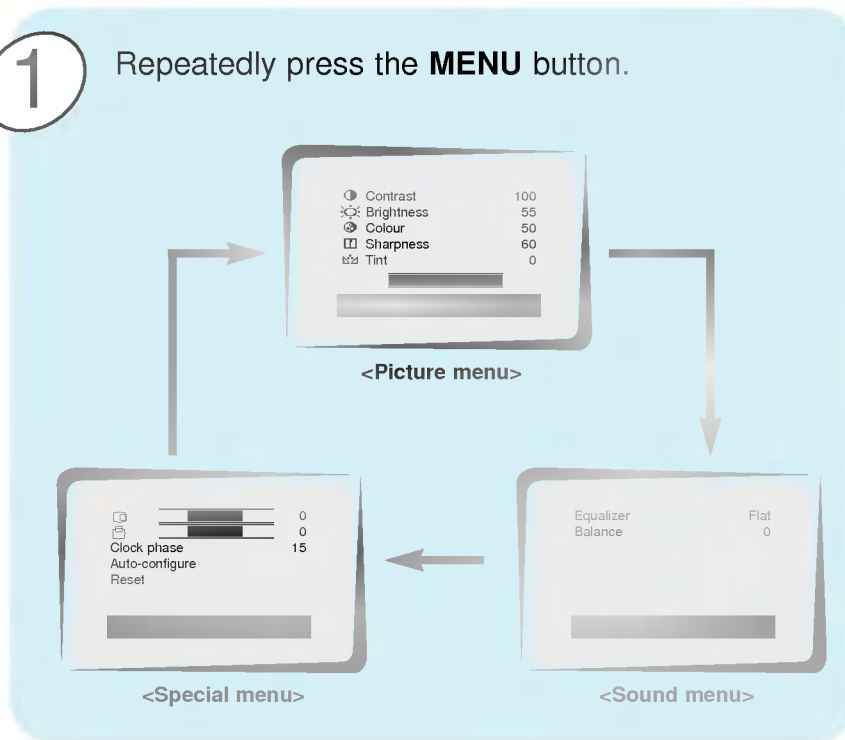 1
Repeatedly press the MENU button.
Contrast 100
Brightness 55
Colour 50
Sharpness 60
Tint 0
<Picture menu>
0
0
Clock phase 15
Auto-configure
Reset
<Special menu>
Equalizer Flat
Balance 0
<Sound menu>